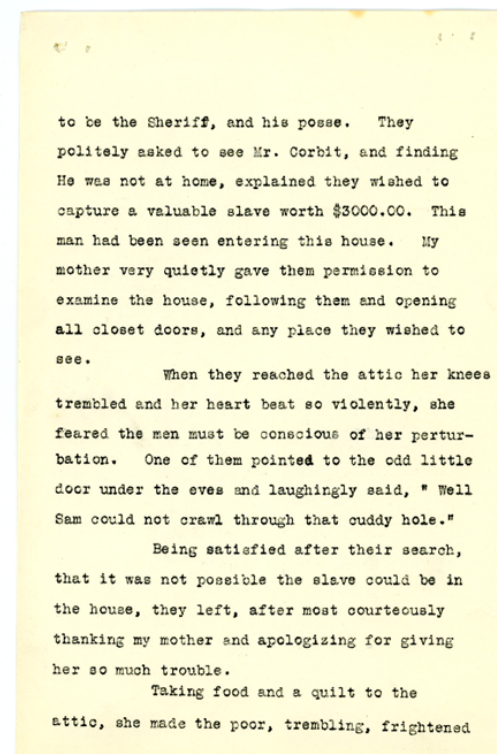 to be the Sheriff, and his posse. They
politely asked to see Mr. Corbit, and finding
He was not at home, explained they wished to
capture a valuable slave worth $3000.00. This
man had been seen entering this house. My
mother very quietly gave them permission to
examine the house, following them and opening
all closet doors, and any place they wished to
see.
When they reached the attic her knees
trembled and her heart beat so violently, she
feared the men must be conscious of her pertur-
bation. One of them pointed to the odd little
door under the eves and laughingly said, " Well
Sam could not crawl through that cuddy hole."
Being satisfied after their search,
that it was not possible the slave could be in
the house, they left, after most courteously
thanking my mother and apologizing for giving
her so much trouble.
Taking food and a quilt to the
attic, she made the poor, trembling, frightened